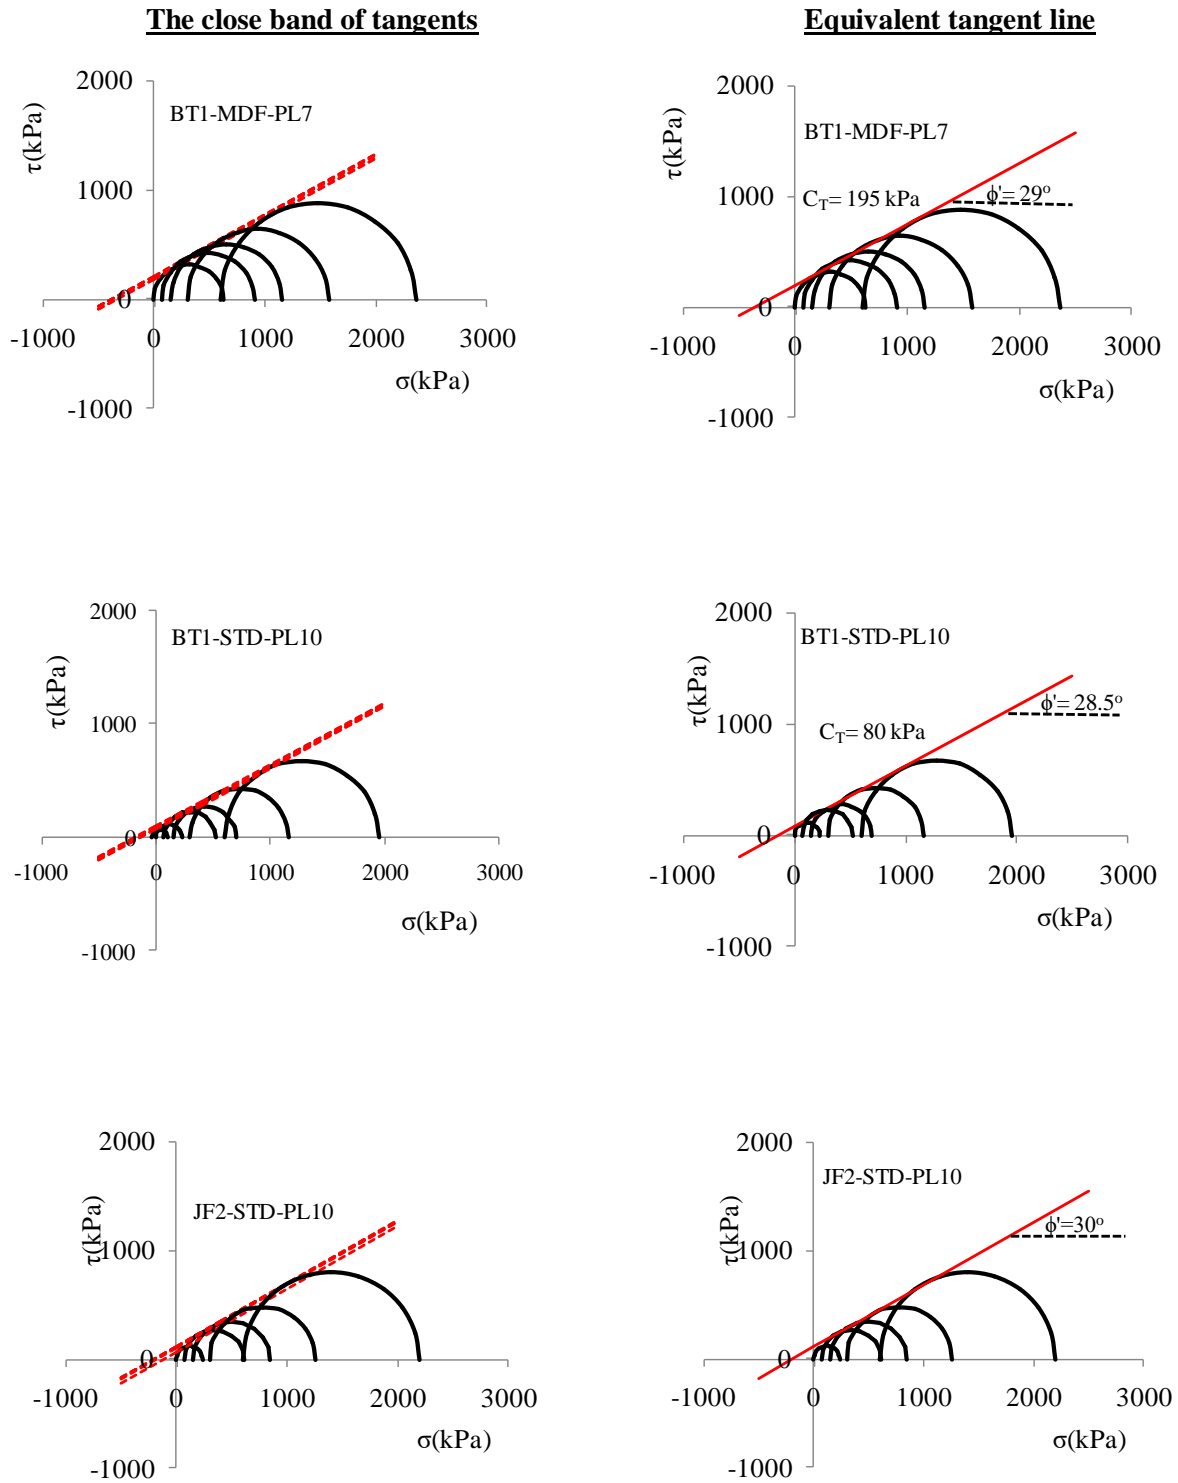 The close band of tangents
Equivalent tangent line
2000
τ(kPa)
BT1-MDF-PL7
1000
0
-1000 0 1000 2000 3000
σ(kPa)
-1000
2000
τ(kPa)
BT1-MDF-PL7
1000
CT= 195 kPa
ϕ'= 29o
0
-1000 0 1000 2000 3000
σ(kPa)
-1000
2000
τ(kPa)
BT1-STD-PL10
1000
0
-1000 0 1000 2000 3000
σ(kPa)
-1000
2000
τ(kPa)
BT1-STD-PL10
1000
ϕ'= 28.5o
CT= 80 kPa
0
-1000 0 1000 2000 3000
σ(kPa)
-1000
2000
τ(kPa)
JF2-STD-PL10
1000
0
-1000 0 1000 2000 3000
σ(kPa)
-1000
2000
τ(kPa)
JF2-STD-PL10
ϕ'=30o
1000
0
-1000 0 1000 2000 3000
σ(kPa)
-1000